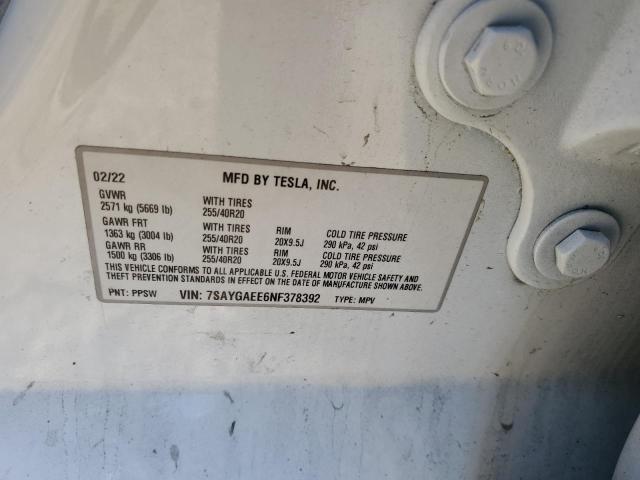 02/22 MFD BY TESLA, INC.
GVWR WITH TIRES
2571 kg (5669 lb) 255/40R20
GAWR FRT WITH TIRES RIM COLD TIRE PRESSURE
1363 kg (3004 lb) 255/40R20 20X9.5J 290 kPa, 42 psi
GAWR RR WITH TIRES RIM COLD TIRE PRESSURE
1500 kg (3306 lb) 255/40R20 20X9.5J 290 kPa, 42 psi
THIS VEHICLE CONFORMS TO ALL APPLICABLE U.S. FEDERAL MOTOR VEHICLE SAFETY AND
THEFT PREVENTION STANDARDS IN EFFECT ON THE DATE OF MANUFACTURE SHOWN ABOVE.
PNT: PPSW VIN: 7SAYGAEE6NF378392 TYPE: MPV